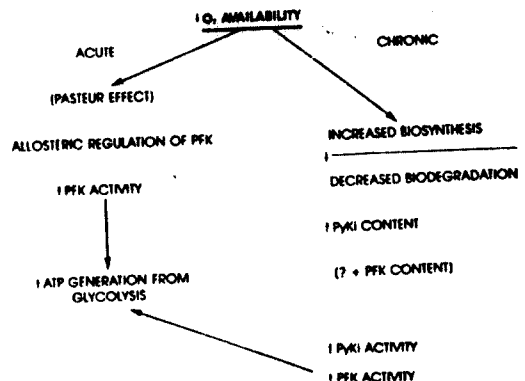 O₂ AVAILABILITY
ACUTE
CHRONIC
(PASTEUR EFFECT)
ALLOSTERIC REGULATION OF PFK
↑ PFK ACTIVITY
↑ ATP GENERATION FROM
GLYCOLYSIS
INCREASED BIOSYNTHESIS
DECREASED BIODEGRADATION
↑ PyKi CONTENT
(? + PFK CONTENT)
↑ PyKi ACTIVITY
↑ PFK ACTIVITY